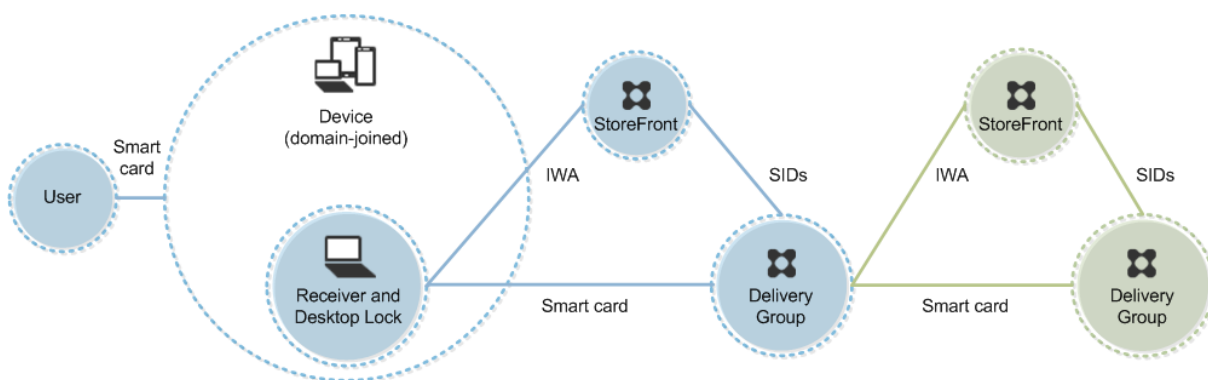 Device
(domain-joined)
Smart
card
User
Receiver and
Desktop Lock
StoreFront
IWA
SIDs
Smart card
Delivery
Group
StoreFront
IWA
SIDs
Smart card
Delivery
Group